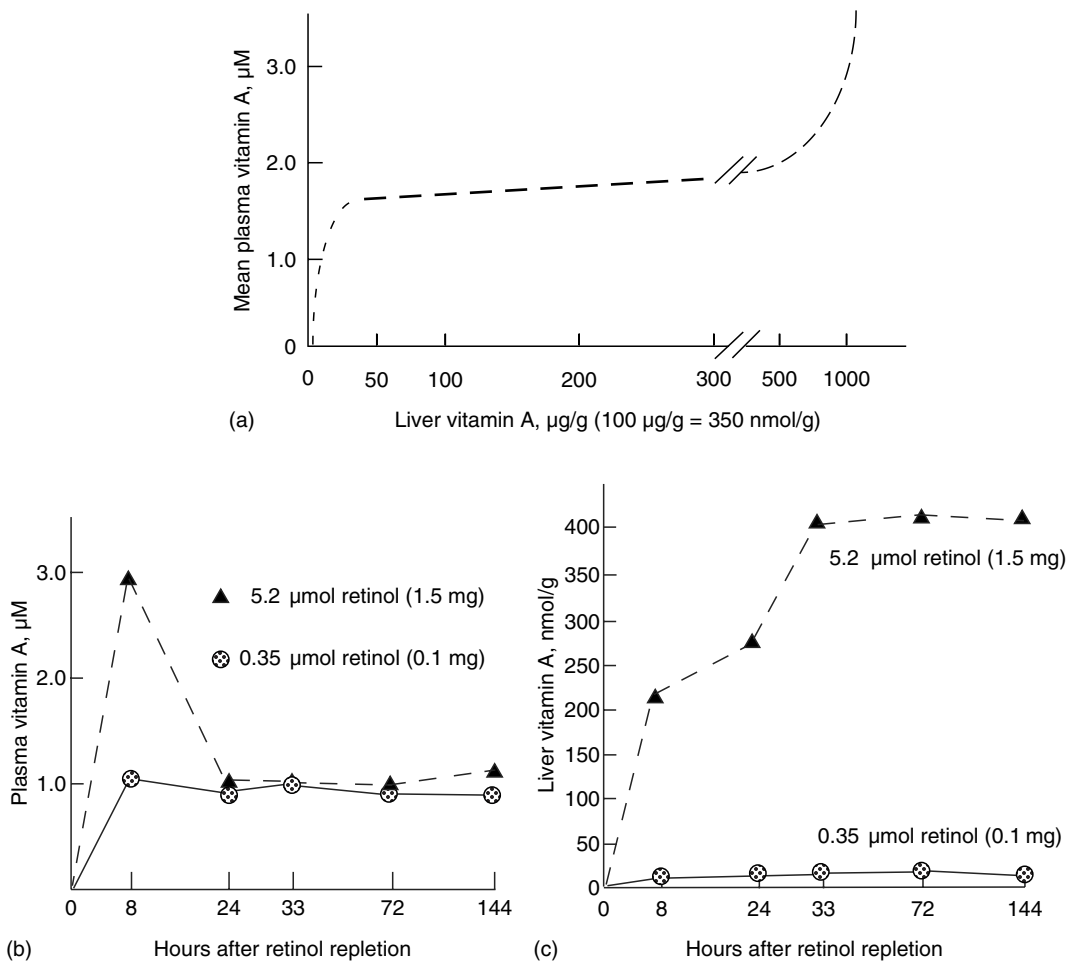 Mean plasma vitamin A, μM
3.0
2.0
1.0
0
0 50 100 200 300 500 1000
(a) Liver vitamin A, μg/g (100 μg/g = 350 nmol/g)
Plasma vitamin A, μM
3.0
2.0
1.0
5.2 μmol retinol (1.5 mg)
0.35 μmol retinol (0.1 mg)
0 8 24 33 72 144
(b) Hours after retinol repletion
Liver vitamin A, nmol/g
400
350
300
250
200
150
100
50
0
5.2 μmol retinol (1.5 mg)
0.35 μmol retinol (0.1 mg)
0 8 24 33 72 144
(c) Hours after retinol repletion